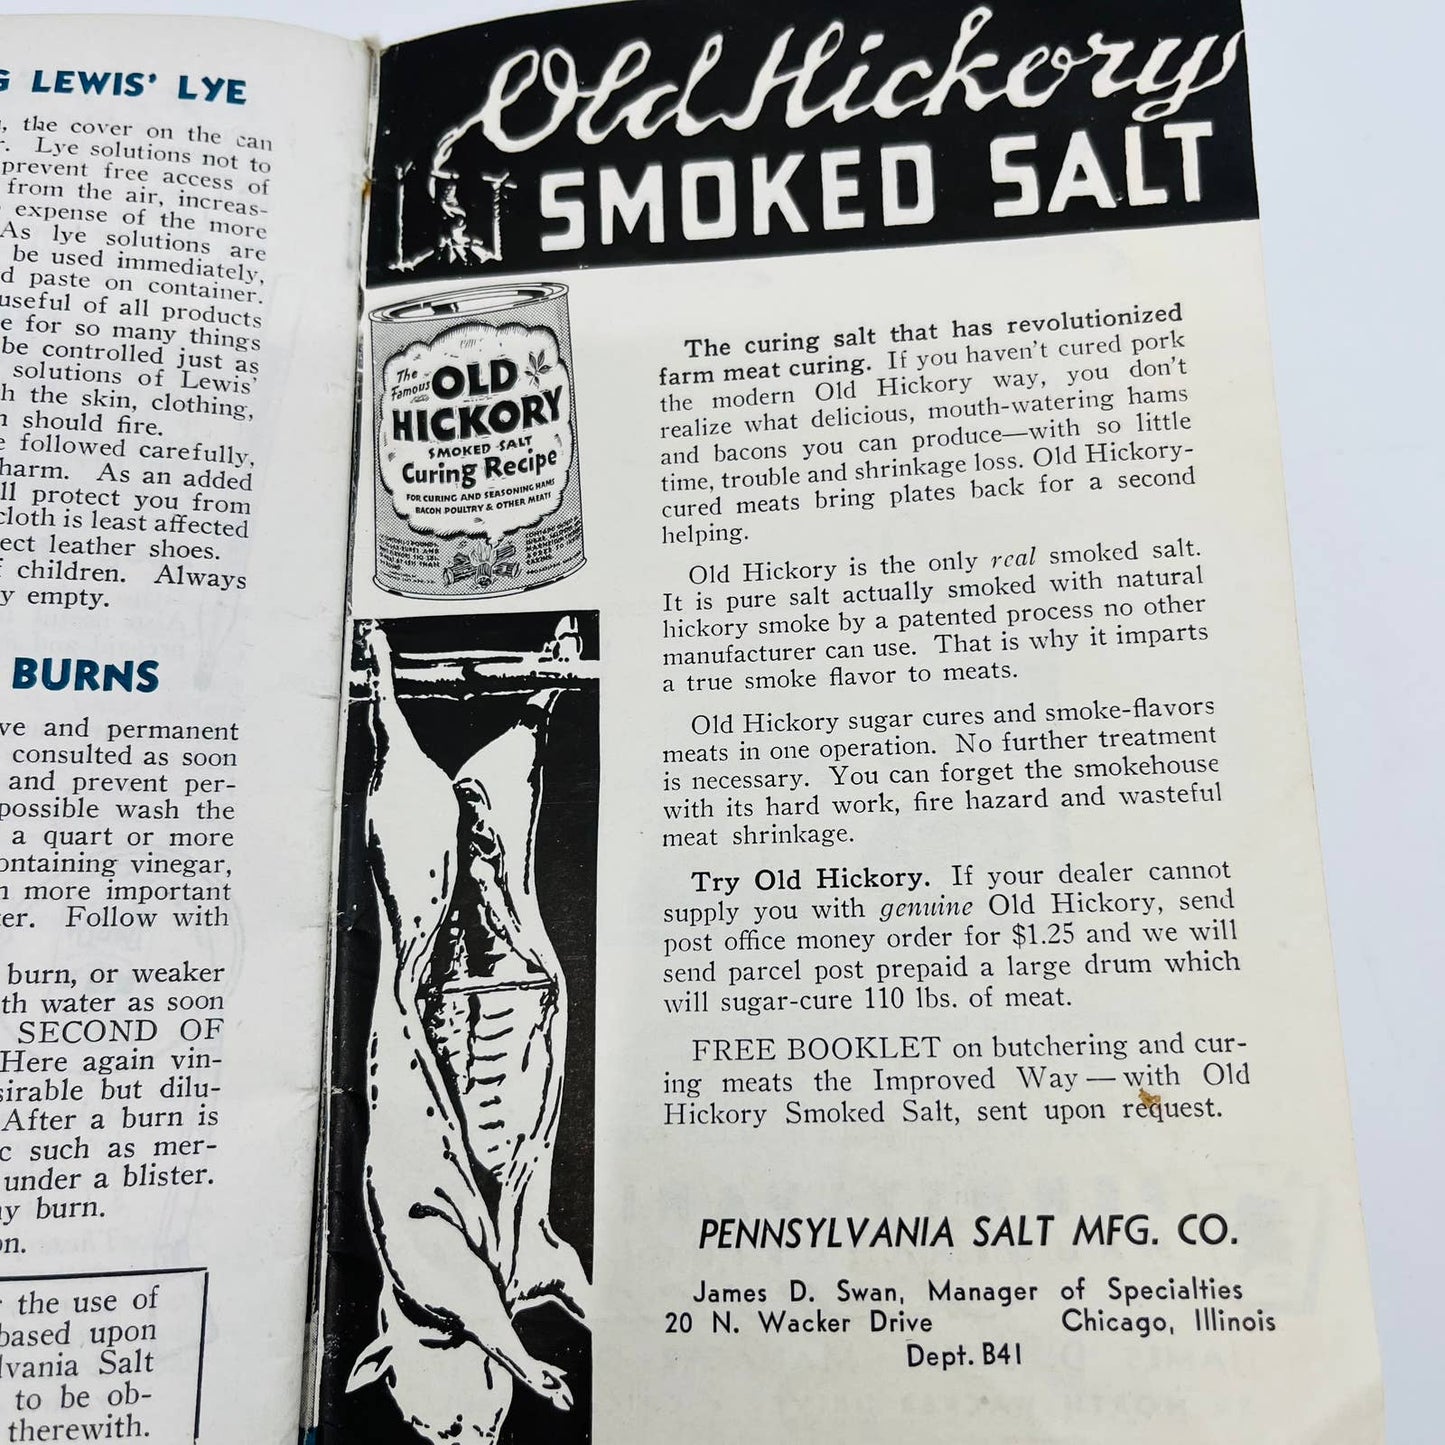 G LEWIS' LYE
, the cover on the can
r. Lye solutions not to
prevent free access of
from the air, increas-
expense of the more
As lye solutions are
be used immediately,
d paste on container.
useful of all products
e for so many things
be controlled just as
solutions of Lewis'
h the skin, clothing,
n should fire.
e followed carefully,
harm. As an added
ll protect you from
cloth is least affected
ect leather shoes.
f children. Always
y empty.
BURNS
ve and permanent
consulted as soon
and prevent per-
possible wash the
a quart or more
ontaining vinegar,
n more important
ter. Follow with
burn, or weaker
th water as soon
SECOND OF
Here again vin-
sirable but dilu-
After a burn is
c such as mer-
under a blister.
ny burn.
on.
r the use of
based upon
lvania Salt
to be ob-
therewith.
Old Hickory
SMOKED SALT
The
Famous
OLD
HICKORY
SMOKED SALT
Curing Recipe
FOR CURING AND SEASONING HAMS
BACON POULTRY & OTHER MEATS
The curing salt that has revolutionized
farm meat curing. If you haven't cured pork
the modern Old Hickory way, you don't
realize what delicious, mouth-watering hams
and bacons you can produce—with so little
time, trouble and shrinkage loss. Old Hickory-
cured meats bring plates back for a second
helping.
Old Hickory is the only real smoked salt.
It is pure salt actually smoked with natural
hickory smoke by a patented process no other
manufacturer can use. That is why it imparts
a true smoke flavor to meats.
Old Hickory sugar cures and smoke-flavors
meats in one operation. No further treatment
is necessary. You can forget the smokehouse
with its hard work, fire hazard and wasteful
meat shrinkage.
Try Old Hickory. If your dealer cannot
supply you with genuine Old Hickory, send
post office money order for $1.25 and we will
send parcel post prepaid a large drum which
will sugar-cure 110 lbs. of meat.
FREE BOOKLET on butchering and cur-
ing meats the Improved Way — with Old
Hickory Smoked Salt, sent upon request.
PENNSYLVANIA SALT MFG. CO.
James D. Swan, Manager of Specialties
20 N. Wacker Drive Chicago, Illinois
Dept. B41